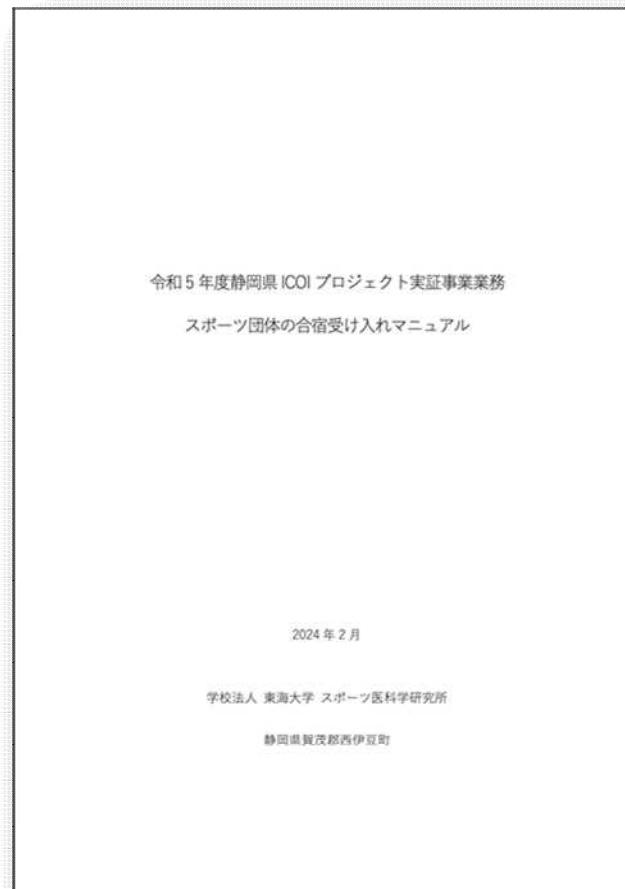 令和5年度静岡県ICOIプロジェクト実証事業業務
スポーツ団体の合宿受け入れマニュアル
2024年2月
学校法人 東海大学 スポーツ医科学研究所
静岡県賀茂郡西伊豆町